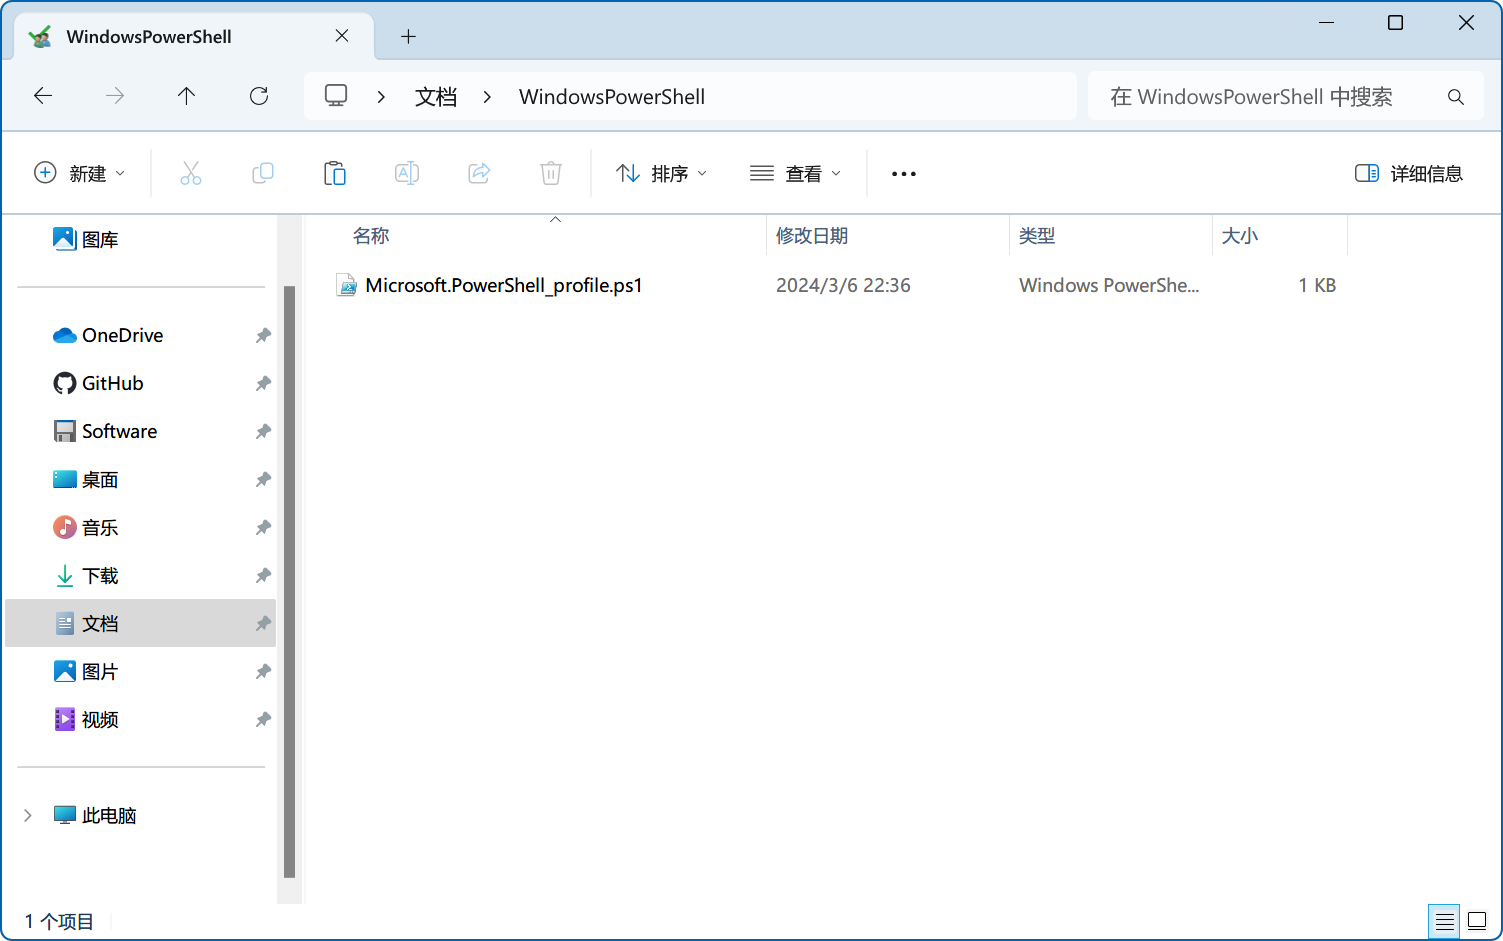 WindowsPowerShell
文档 WindowsPowerShell
在 WindowsPowerShell 中搜索
新建
排序
查看
详细信息
图库
OneDrive
GitHub
Software
桌面
音乐
下载
文档
图片
视频
此电脑
名称 修改日期 类型 大小
Microsoft.PowerShell_profile.ps1 2024/3/6 22:36 Windows PowerShe... 1 KB
1 个项目